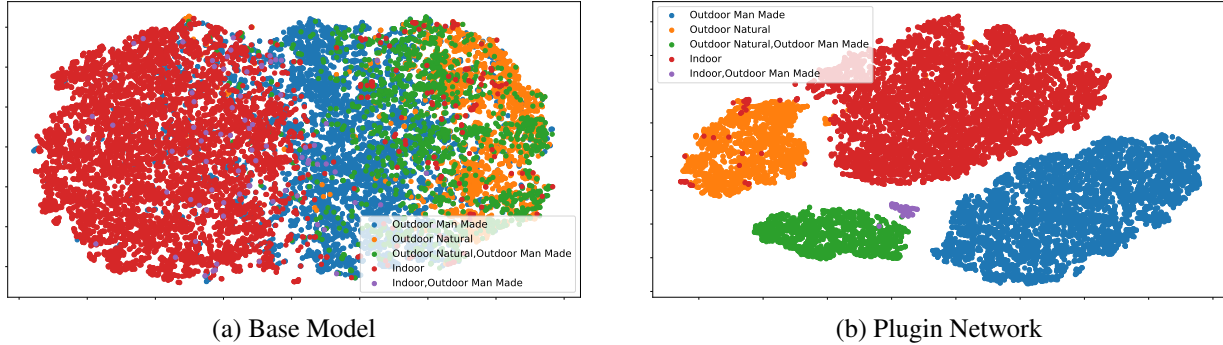 Outdoor Man Made
Outdoor Natural
Outdoor Natural,Outdoor Man Made
Indoor
Indoor,Outdoor Man Made
(a) Base Model
Outdoor Man Made
Outdoor Natural
Outdoor Natural,Outdoor Man Made
Indoor
Indoor,Outdoor Man Made
(b) Plugin Network